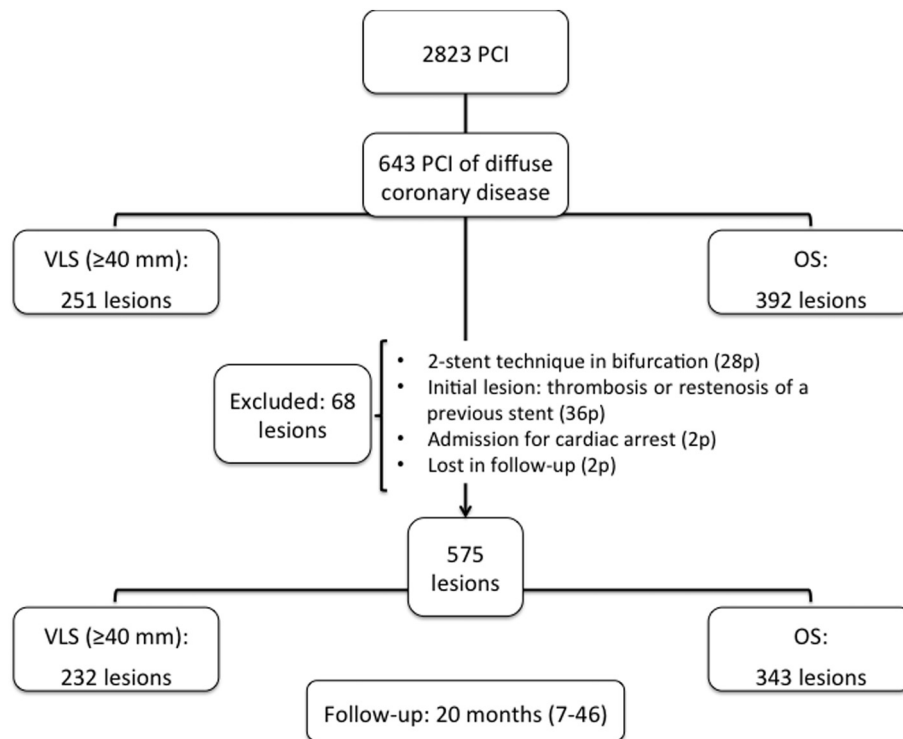 2823 PCI
643 PCI of diffuse
coronary disease
VLS (≥40 mm):
251 lesions
OS:
392 lesions
Excluded: 68
lesions
• 2-stent technique in bifurcation (28p)
• Initial lesion: thrombosis or restenosis of a
previous stent (36p)
• Admission for cardiac arrest (2p)
• Lost in follow-up (2p)
575
lesions
VLS (≥40 mm):
232 lesions
OS:
343 lesions
Follow-up: 20 months (7-46)